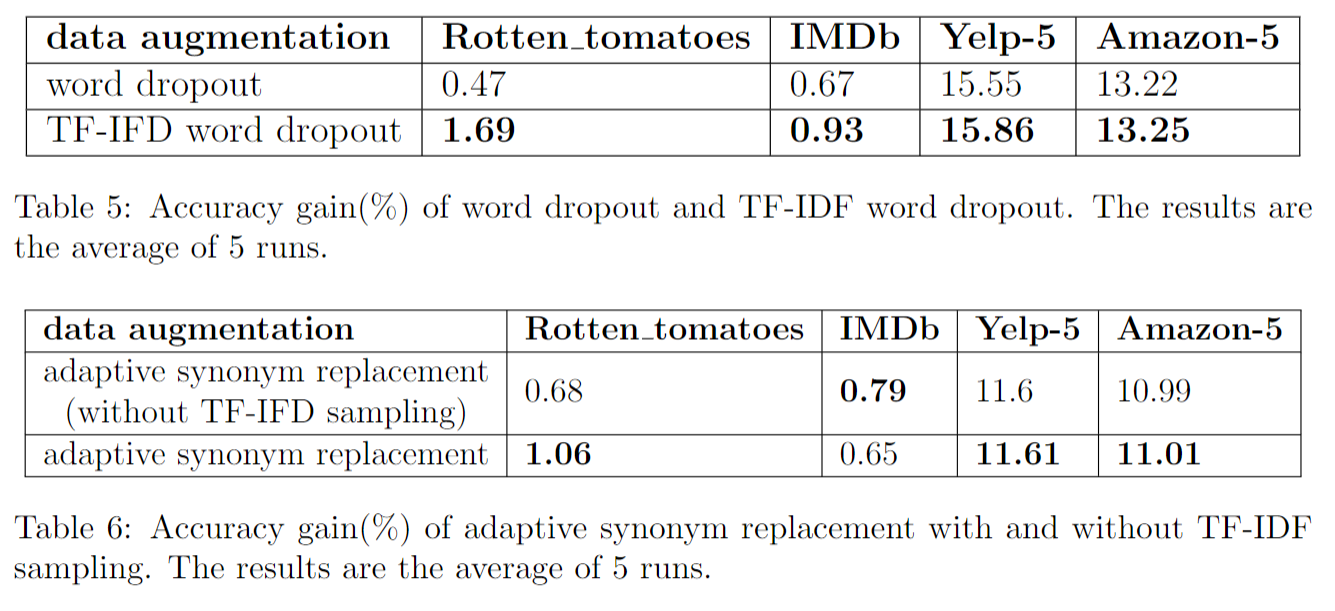 data augmentation Rotten_tomatoes IMDb Yelp-5 Amazon-5
word dropout 0.47 0.67 15.55 13.22
TF-IFD word dropout 1.69 0.93 15.86 13.25
Table 5: Accuracy gain(%) of word dropout and TF-IDF word dropout. The results are
the average of 5 runs.
data augmentation Rotten_tomatoes IMDb Yelp-5 Amazon-5
adaptive synonym replacement
(without TF-IFD sampling) 0.68 0.79 11.6 10.99
adaptive synonym replacement 1.06 0.65 11.61 11.01
Table 6: Accuracy gain(%) of adaptive synonym replacement with and without TF-IDF
sampling. The results are the average of 5 runs.